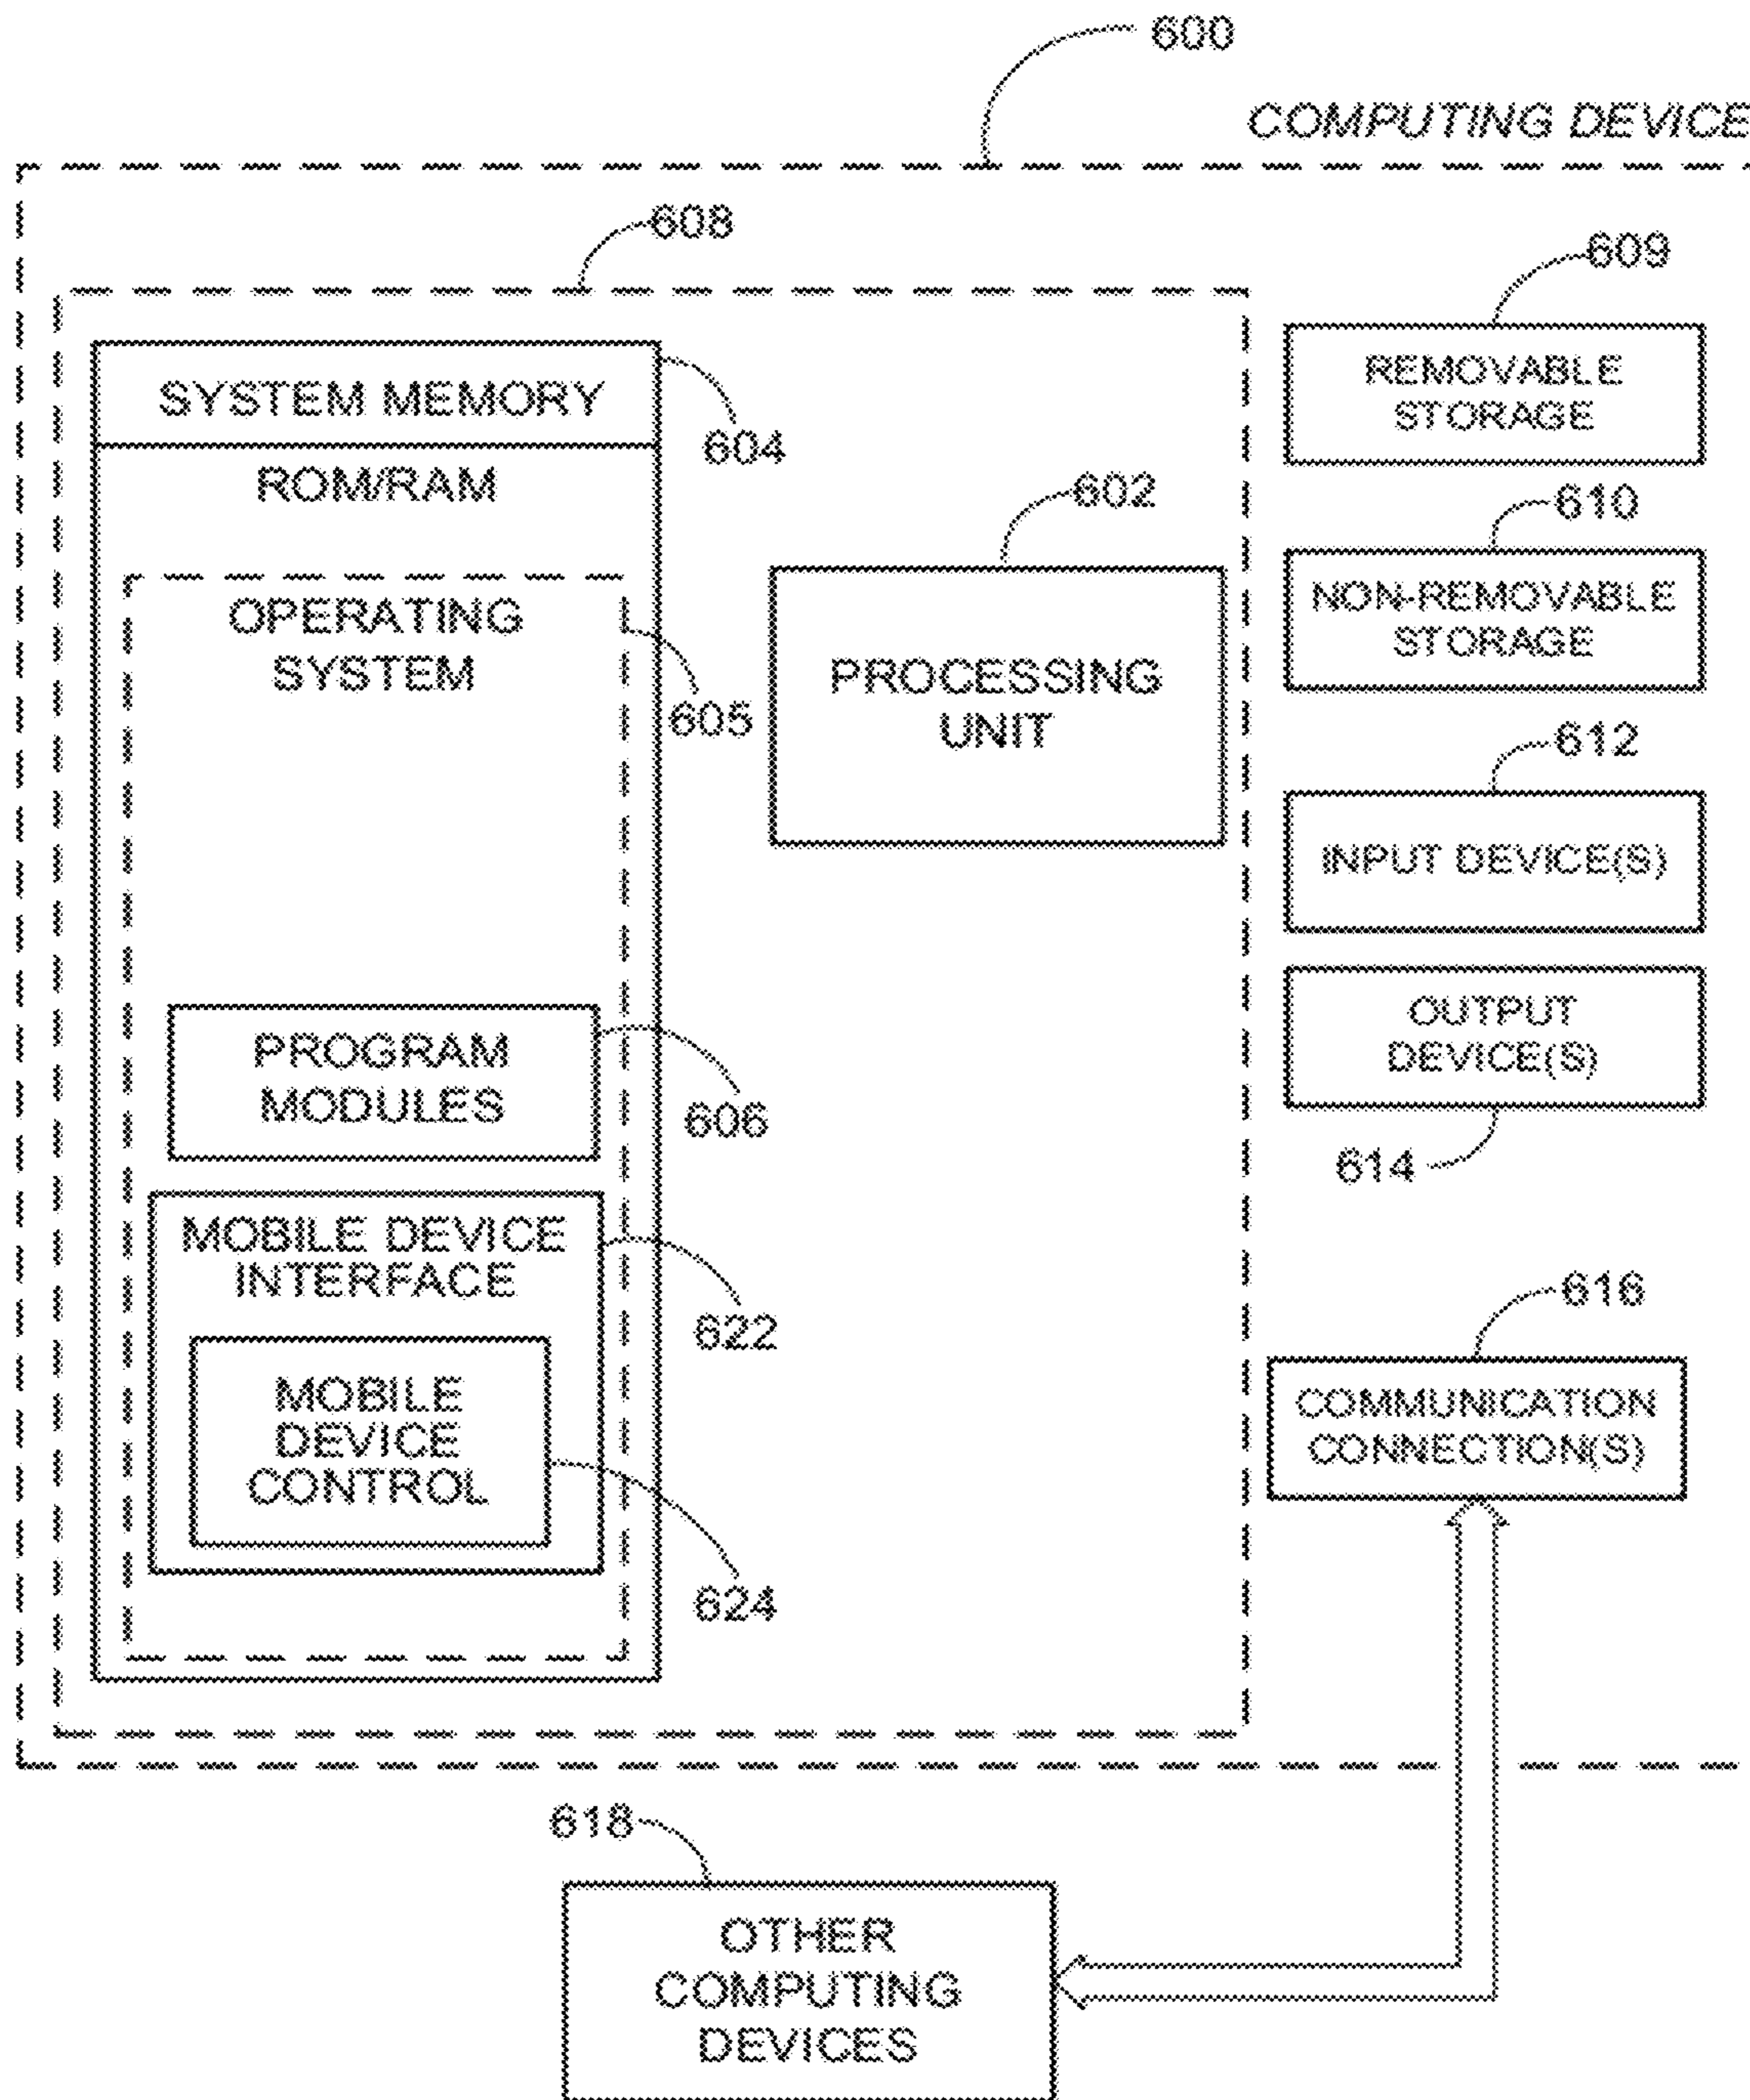 600
COMPUTING DEVICE
608
609
SYSTEM MEMORY
604
REMOVABLE
STORAGE
ROM/RAM
602
610
OPERATING
SYSTEM
605
PROCESSING
UNIT
NON-REMOVABLE
STORAGE
612
INPUT DEVICE(S)
OUTPUT
DEVICE(S)
614
PROGRAM
MODULES
606
MOBILE DEVICE
INTERFACE
622
616
MOBILE
DEVICE
CONTROL
624
COMMUNICATION
CONNECTION(S)
618
OTHER
COMPUTING
DEVICES